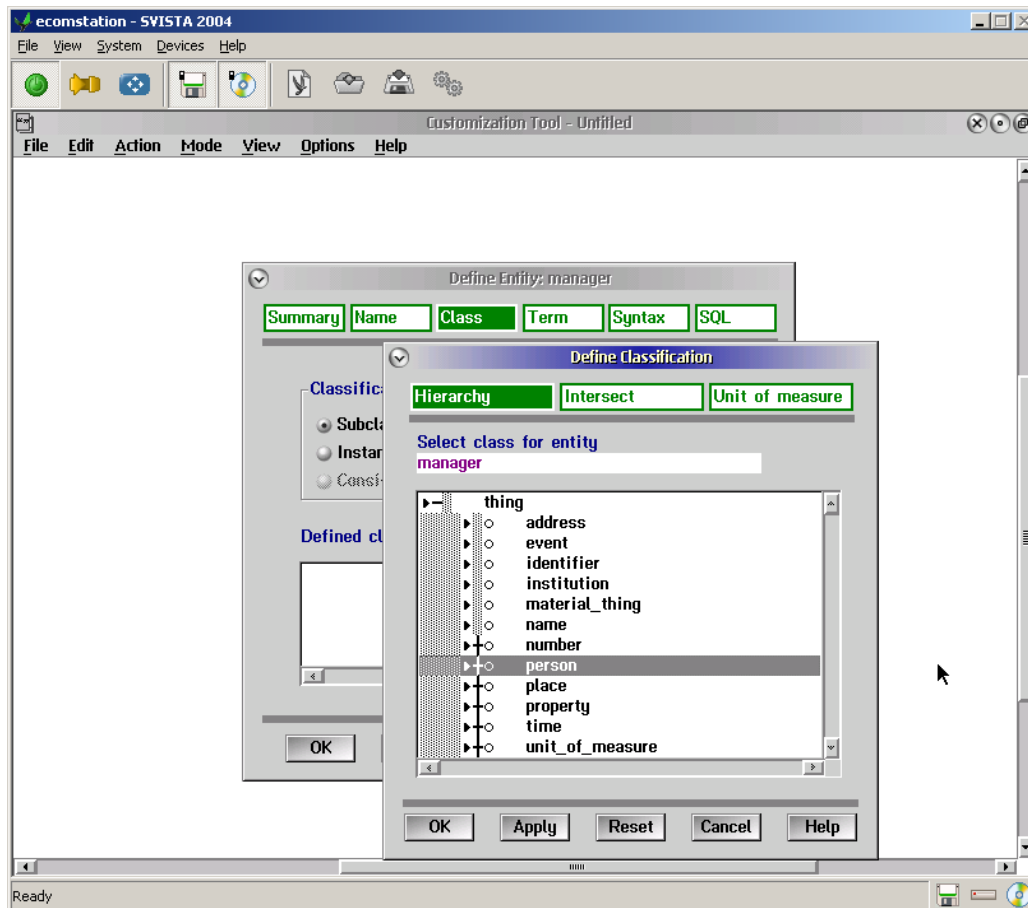 ecomstation - SVISTA 2004
File View System Devices Help
Customization Tool - Untitled
File Edit Action Mode View Options Help
Define Entity: manager
Summary Name Class Term Syntax SQL
Define Classification
Hierarchy Intersect Unit of measure
Select class for entity
manager
thing
address
event
identifier
institution
material_thing
name
number
person
place
property
time
unit_of_measure
OK Apply Reset Cancel Help
OK
Ready